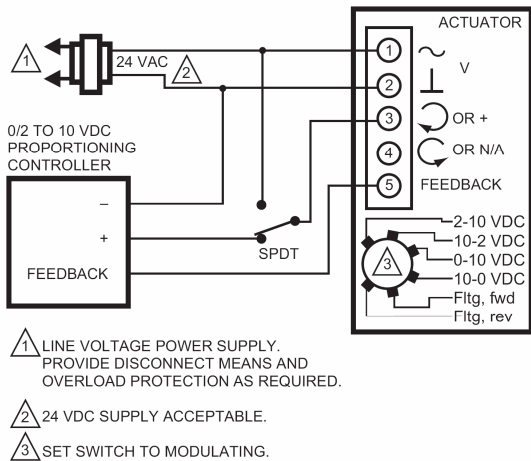 ACTUATOR
1
24 VAC
2
1
V
2
0/2 TO 10 VDC
PROPORTIONING
CONTROLLER
3
OR +
4
OR N/Λ
5
FEEDBACK
–
+
SPDT
FEEDBACK
2-10 VDC
10-2 VDC
0-10 VDC
10-0 VDC
Fltg, fwd
Fltg, rev
3
1 LINE VOLTAGE POWER SUPPLY.
PROVIDE DISCONNECT MEANS AND
OVERLOAD PROTECTION AS REQUIRED.
2 24 VDC SUPPLY ACCEPTABLE.
3 SET SWITCH TO MODULATING.